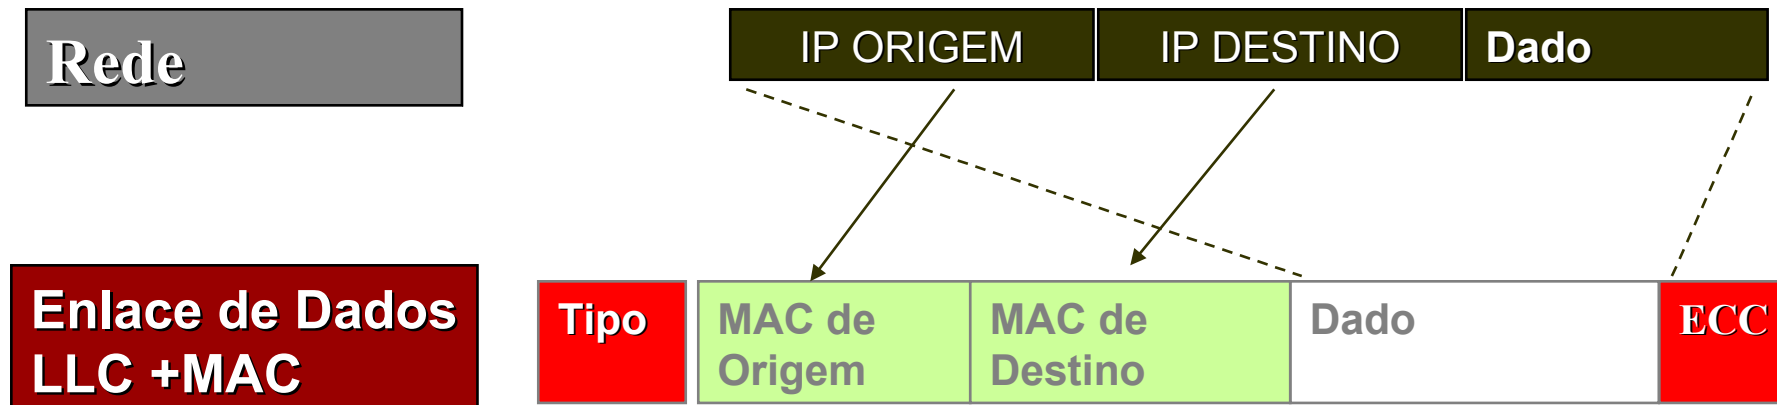 Rede
IP ORIGEM
IP DESTINO
Dado
Enlace de Dados
LLC +MAC
Tipo
MAC de
Origem
MAC de
Destino
Dado
ECC